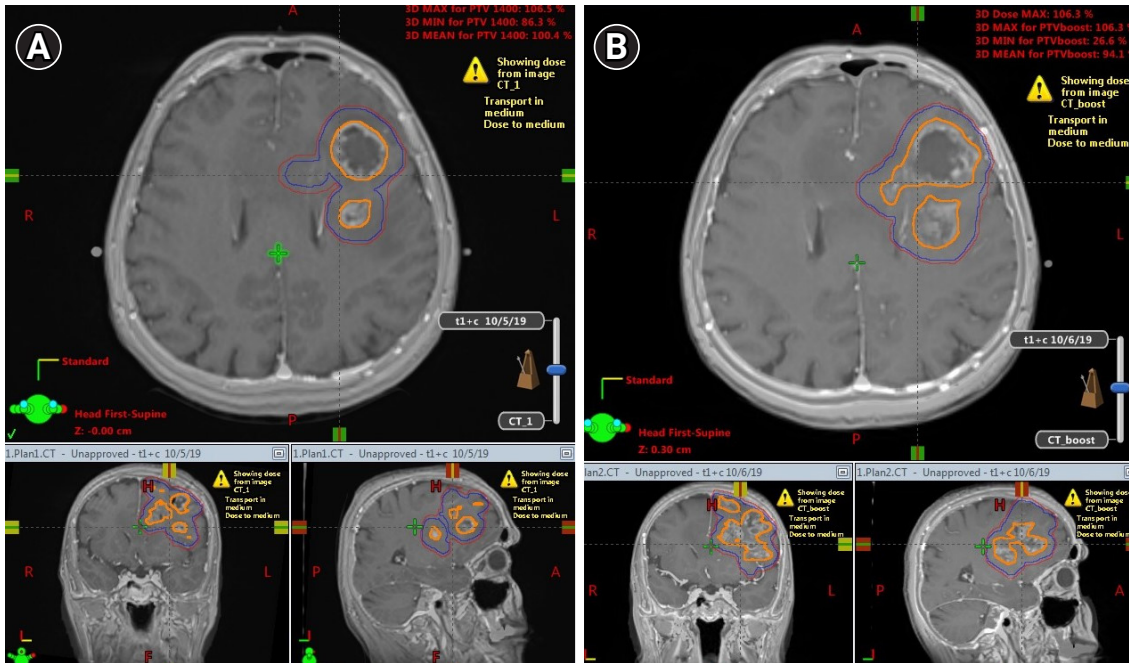 A
A
3D MAX for PTV 1400: 106.5 %
3D MIN for PTV 1400: 86.3 %
3D MEAN for PTV 1400: 100.4 %
Showing dose
from image
CT_1
Transport in
medium
Dose to medium
R
L
t1+c 10/5/19
Standard
Head First-Supine
Z: -0.00 cm
P
CT_1
1.Plan1.CT - Unapproved - t1+c 10/5/19
H
Showing dose
from image
CT_1
Transport in
medium
Dose to medium
R
L
F
1.Plan1.CT - Unapproved - t1+c 10/5/19
H
Showing dose
from image
CT_1
Transport in
medium
Dose to medium
P
A
B
A
3D Dose MAX: 106.3 %
3D MAX for PTVboost: 106.3
3D MIN for PTVboost: 26.6 %
3D MEAN for PTVboost: 94.1
Showing dose
from image
CT_boost
Transport in
medium
Dose to medium
R
L
t1+c 10/6/19
Standard
Head First-Supine
Z: 0.30 cm
P
CT_boost
lan2.CT - Unapproved - t1+c 10/6/19
H
Showing dose
from image
CT_boost
Transport in
medium
Dose to medium
R
L
1.Plan2.CT - Unapproved - t1+c 10/6/19
H
Showing dose
from image
CT_boost
Transport in
medium
Dose to medium
P
A